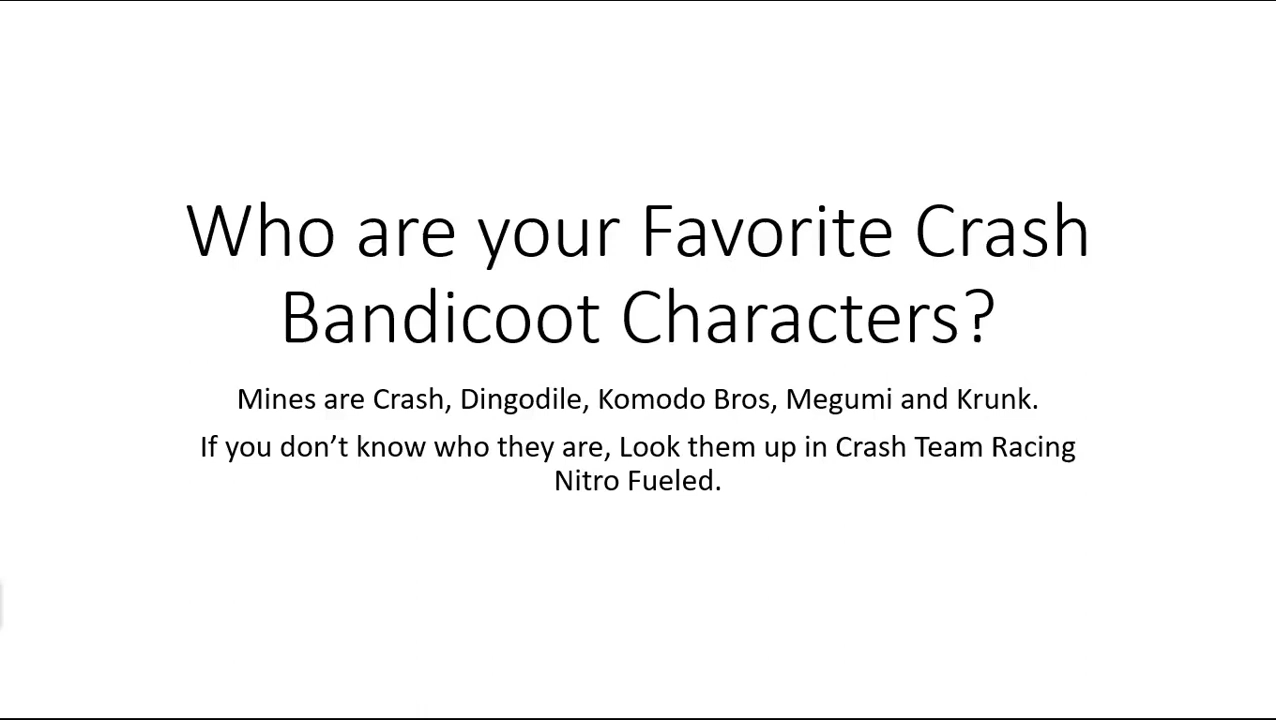 Who are your Favorite Crash
Bandicoot Characters?
Mines are Crash, Dingodile, Komodo Bros, Megumi and Krunk.
If you don’t know who they are, Look them up in Crash Team Racing
Nitro Fueled.